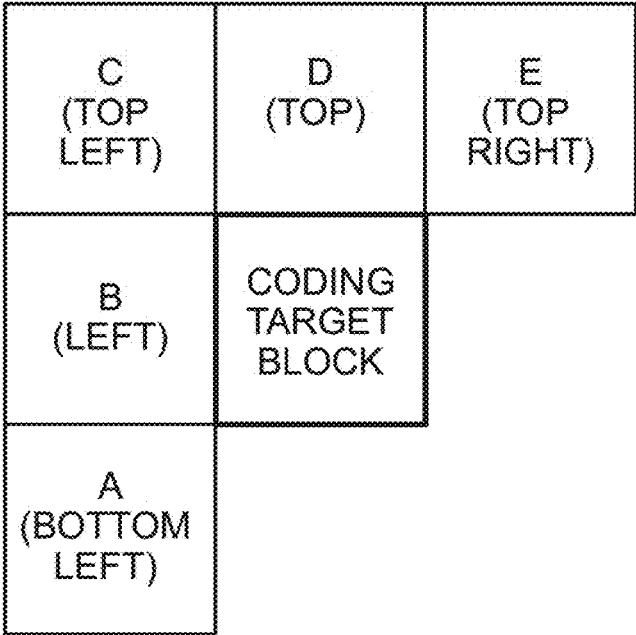 C
(TOP
LEFT)
D
(TOP)
E
(TOP
RIGHT)
B
(LEFT)
CODING
TARGET
BLOCK
A
(BOTTOM
LEFT)